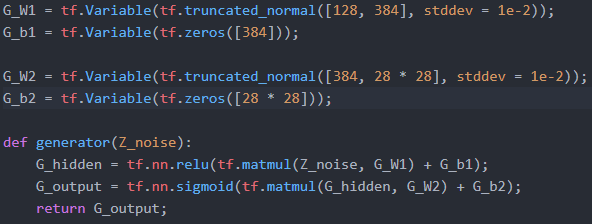 G_W1 = tf.Variable(tf.truncated_normal([128, 384], stddev = 1e-2));
G_b1 = tf.Variable(tf.zeros([384]));
G_W2 = tf.Variable(tf.truncated_normal([384, 28 * 28], stddev = 1e-2));
G_b2 = tf.Variable(tf.zeros([28 * 28]));
def generator(Z_noise):
    G_hidden = tf.nn.relu(tf.matmul(Z_noise, G_W1) + G_b1);
    G_output = tf.nn.sigmoid(tf.matmul(G_hidden, G_W2) + G_b2);
    return G_output;